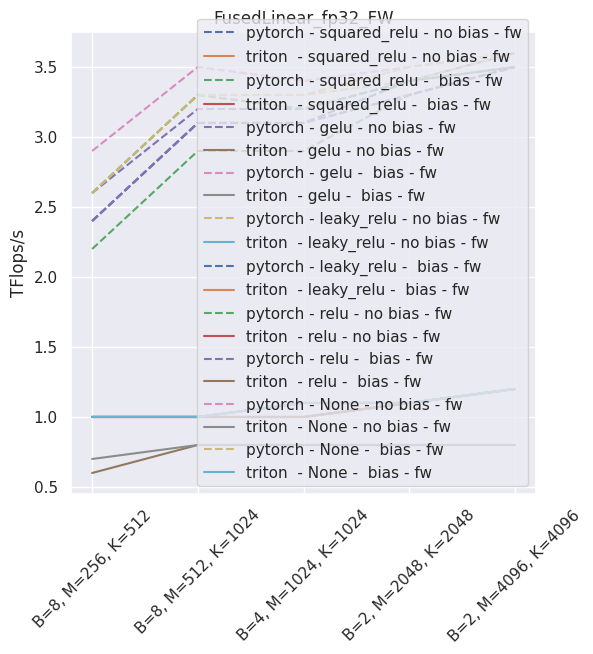 FusedLinear_fp32_FW
pytorch - squared_relu - no bias - fw
triton  - squared_relu - no bias - fw
pytorch - squared_relu -  bias - fw
triton  - squared_relu -  bias - fw
pytorch - gelu - no bias - fw
triton  - gelu - no bias - fw
pytorch - gelu -  bias - fw
triton  - gelu -  bias - fw
pytorch - leaky_relu - no bias - fw
triton  - leaky_relu - no bias - fw
pytorch - leaky_relu -  bias - fw
triton  - leaky_relu -  bias - fw
pytorch - relu - no bias - fw
triton  - relu - no bias - fw
pytorch - relu -  bias - fw
triton  - relu -  bias - fw
pytorch - None - no bias - fw
triton  - None - no bias - fw
pytorch - None -  bias - fw
triton  - None -  bias - fw
TFlops/s
3.5
3.0
2.5
2.0
1.5
1.0
0.5
B=8, M=256, K=512
B=8, M=512, K=1024
B=4, M=1024, K=1024
B=2, M=2048, K=2048
B=2, M=4096, K=4096